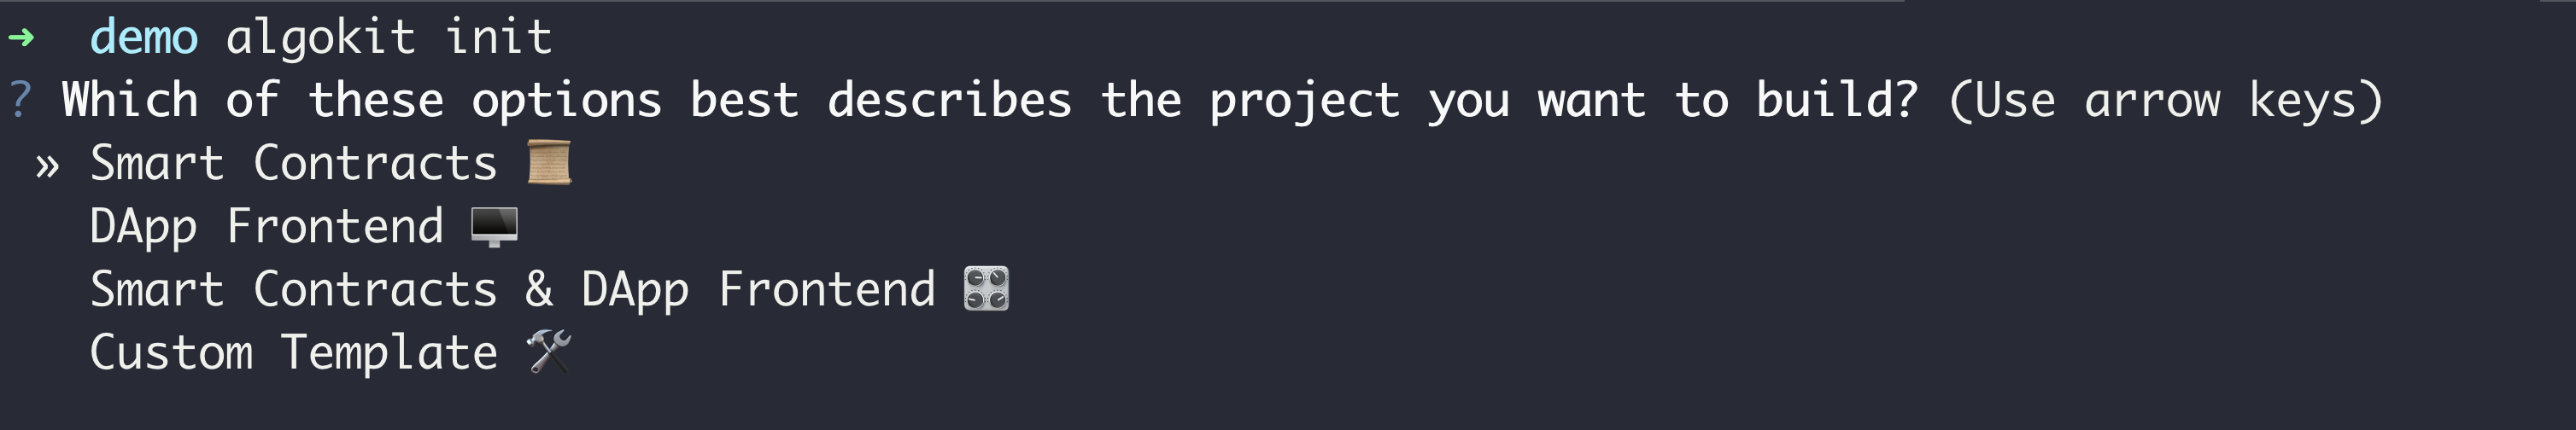 ➜ demo algokit init
? Which of these options best describes the project you want to build? (Use arrow keys)
» Smart Contracts 📜
DApp Frontend 🖥️
Smart Contracts & DApp Frontend 🎛️
Custom Template 🛠️